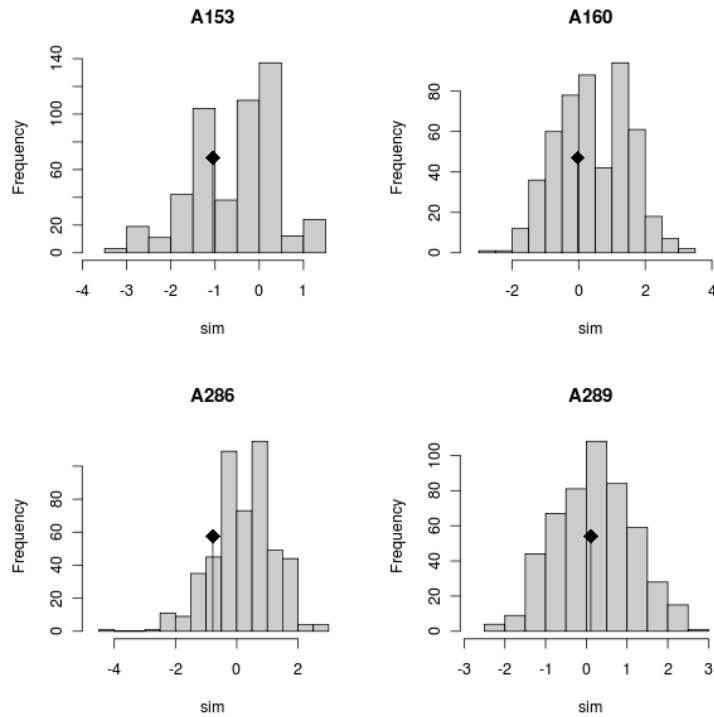 A153
Frequency
0 20 60 100 140
-4 -3 -2 -1 0 1
sim
A160
Frequency
0 20 40 60 80
-2 0 2 4
sim
A286
Frequency
0 20 40 60 80
-4 -2 0 2
sim
A289
Frequency
0 20 40 60 80 100
-3 -2 -1 0 1 2 3
sim